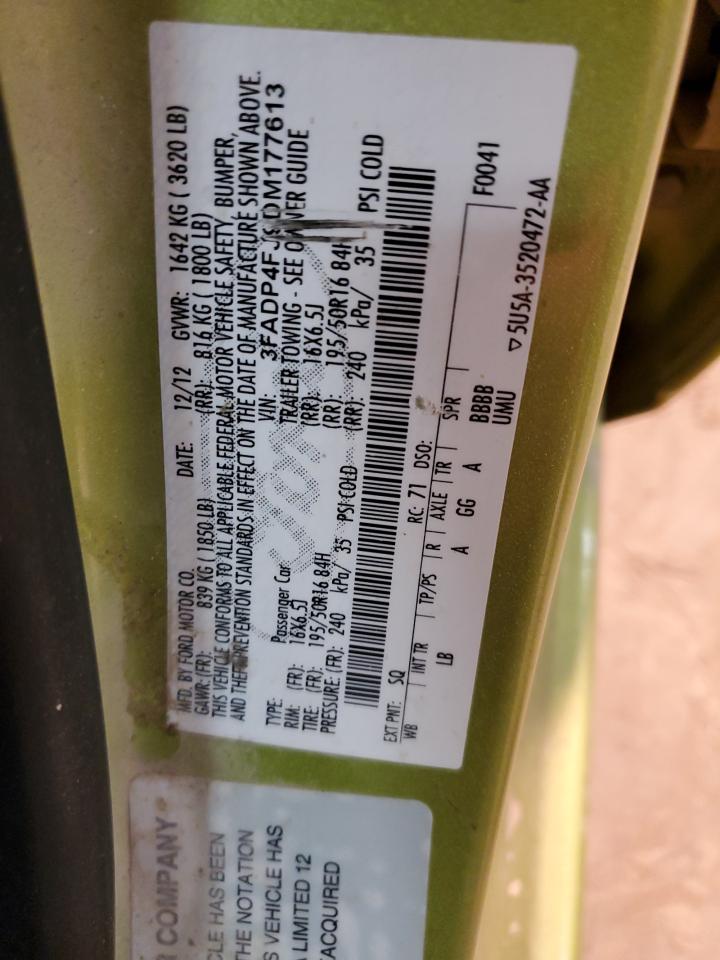 MFD. BY FORD MOTOR CO. DATE: 12/12 GVWR: 1642 KG ( 3620 LB)
GAWR: (FR): 839 KG (1850 LB) (RR): 816 KG ( 1800 LB)
THIS VEHICLE CONFORMS TO ALL APPLICABLE FEDERAL MOTOR VEHICLE SAFETY, BUMPER,
AND THEFT PREVENTION STANDARDS IN EFFECT ON THE DATE OF MANUFACTURE SHOWN ABOVE.
VIN: DM177613
TYPE: Passenger Car TRAILER TOWING - SEE OWNER GUIDE
RIM: (FR): 16X6.5J (RR): 16X6.5J
TIRE: (FR): 195/50R16 84H (RR): 195/50R16 84
PRESSURE: (FR): 240 kPa/ 35 PSI COLD (RR): 240 kPa/ 35 PSI COLD
EXT PNT: SQ RC: 71 DSO: F0041
WB INT TR TP/PS R AXLE TR SPR
LB A GG A BBBB
UMU
▽5U5A-3520472-AA
R COMPANY
CLE HAS BEEN
THE NOTATION
S VEHICLE HAS
A LIMITED 12
ACQUIRED